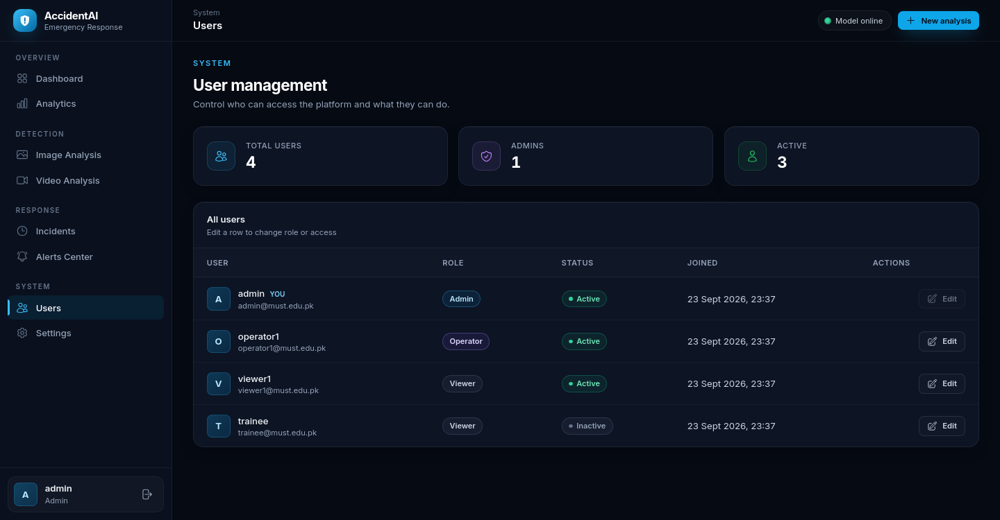 AccidentAI
Emergency Response
OVERVIEW
Dashboard
Analytics
DETECTION
Image Analysis
Video Analysis
RESPONSE
Incidents
Alerts Center
SYSTEM
Users
Settings
A
admin
Admin
System
Users
Model online
New analysis
SYSTEM
User management
Control who can access the platform and what they can do.
TOTAL USERS
4
ADMINS
1
ACTIVE
3
All users
Edit a row to change role or access
USER ROLE STATUS JOINED ACTIONS
A admin YOU Admin Active 23 Sept 2026, 23:37 Edit
admin@must.edu.pk
O operator1 Operator Active 23 Sept 2026, 23:37 Edit
operator1@must.edu.pk
V viewer1 Viewer Active 23 Sept 2026, 23:37 Edit
viewer1@must.edu.pk
T trainee Viewer Inactive 23 Sept 2026, 23:37 Edit
trainee@must.edu.pk